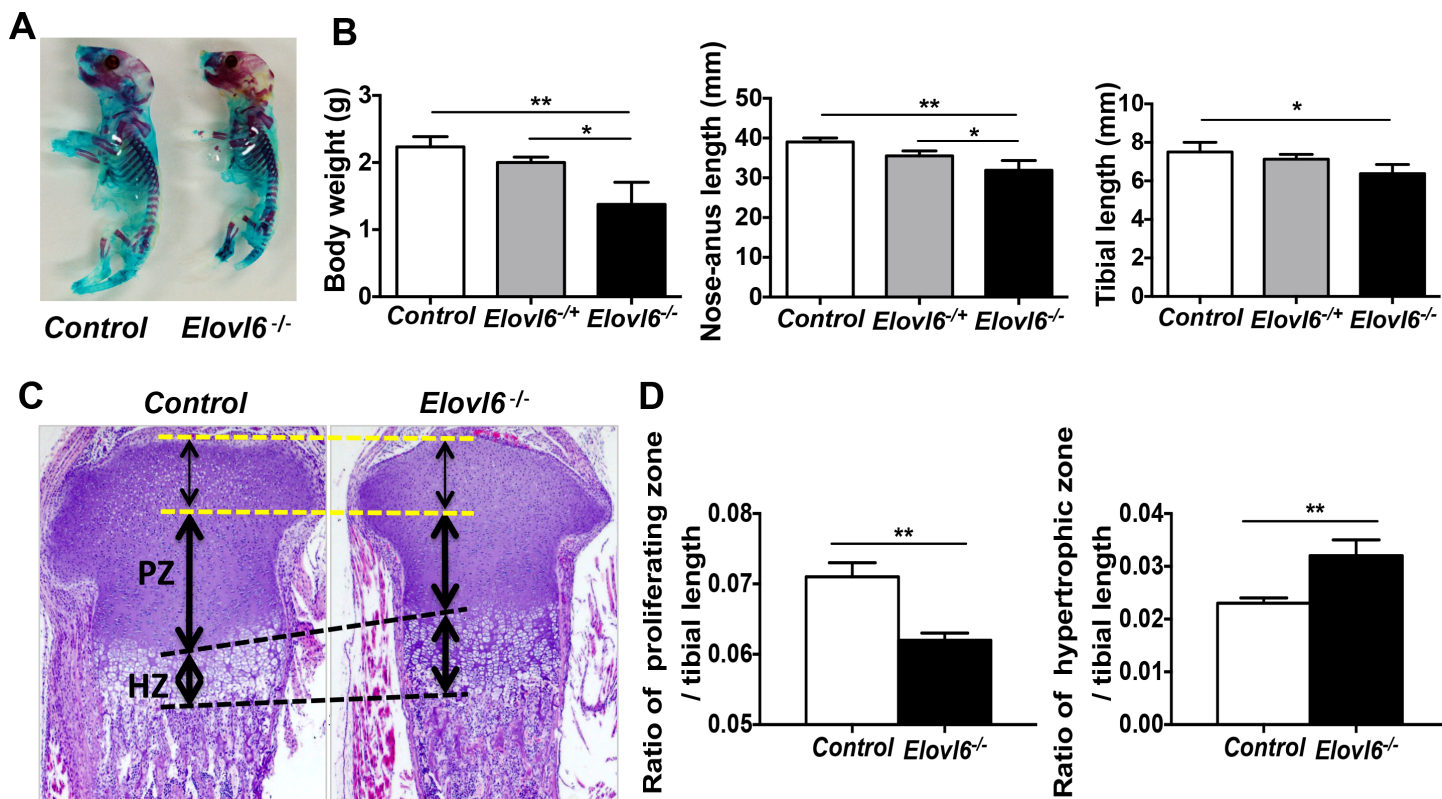 A
Control Elovl6 -/-
B
Body weight (g)
3
2
1
0
**
*
Control Elovl6-/+ Elovl6-/-
Nose-anus length (mm)
50
40
30
20
10
0
**
*
Control Elovl6-/+ Elovl6-/-
Tibial length (mm)
10
8
6
4
2
0
*
Control Elovl6-/+ Elovl6-/-
C
Control Elovl6 -/-
PZ
HZ
D
Ratio of proliferating zone
/ tibial length
0.08
0.07
0.06
0.05
**
Control Elovl6-/-
Ratio of hypertrophic zone
/ tibial length
0.04
0.03
0.02
0.01
0.00
**
Control Elovl6-/-